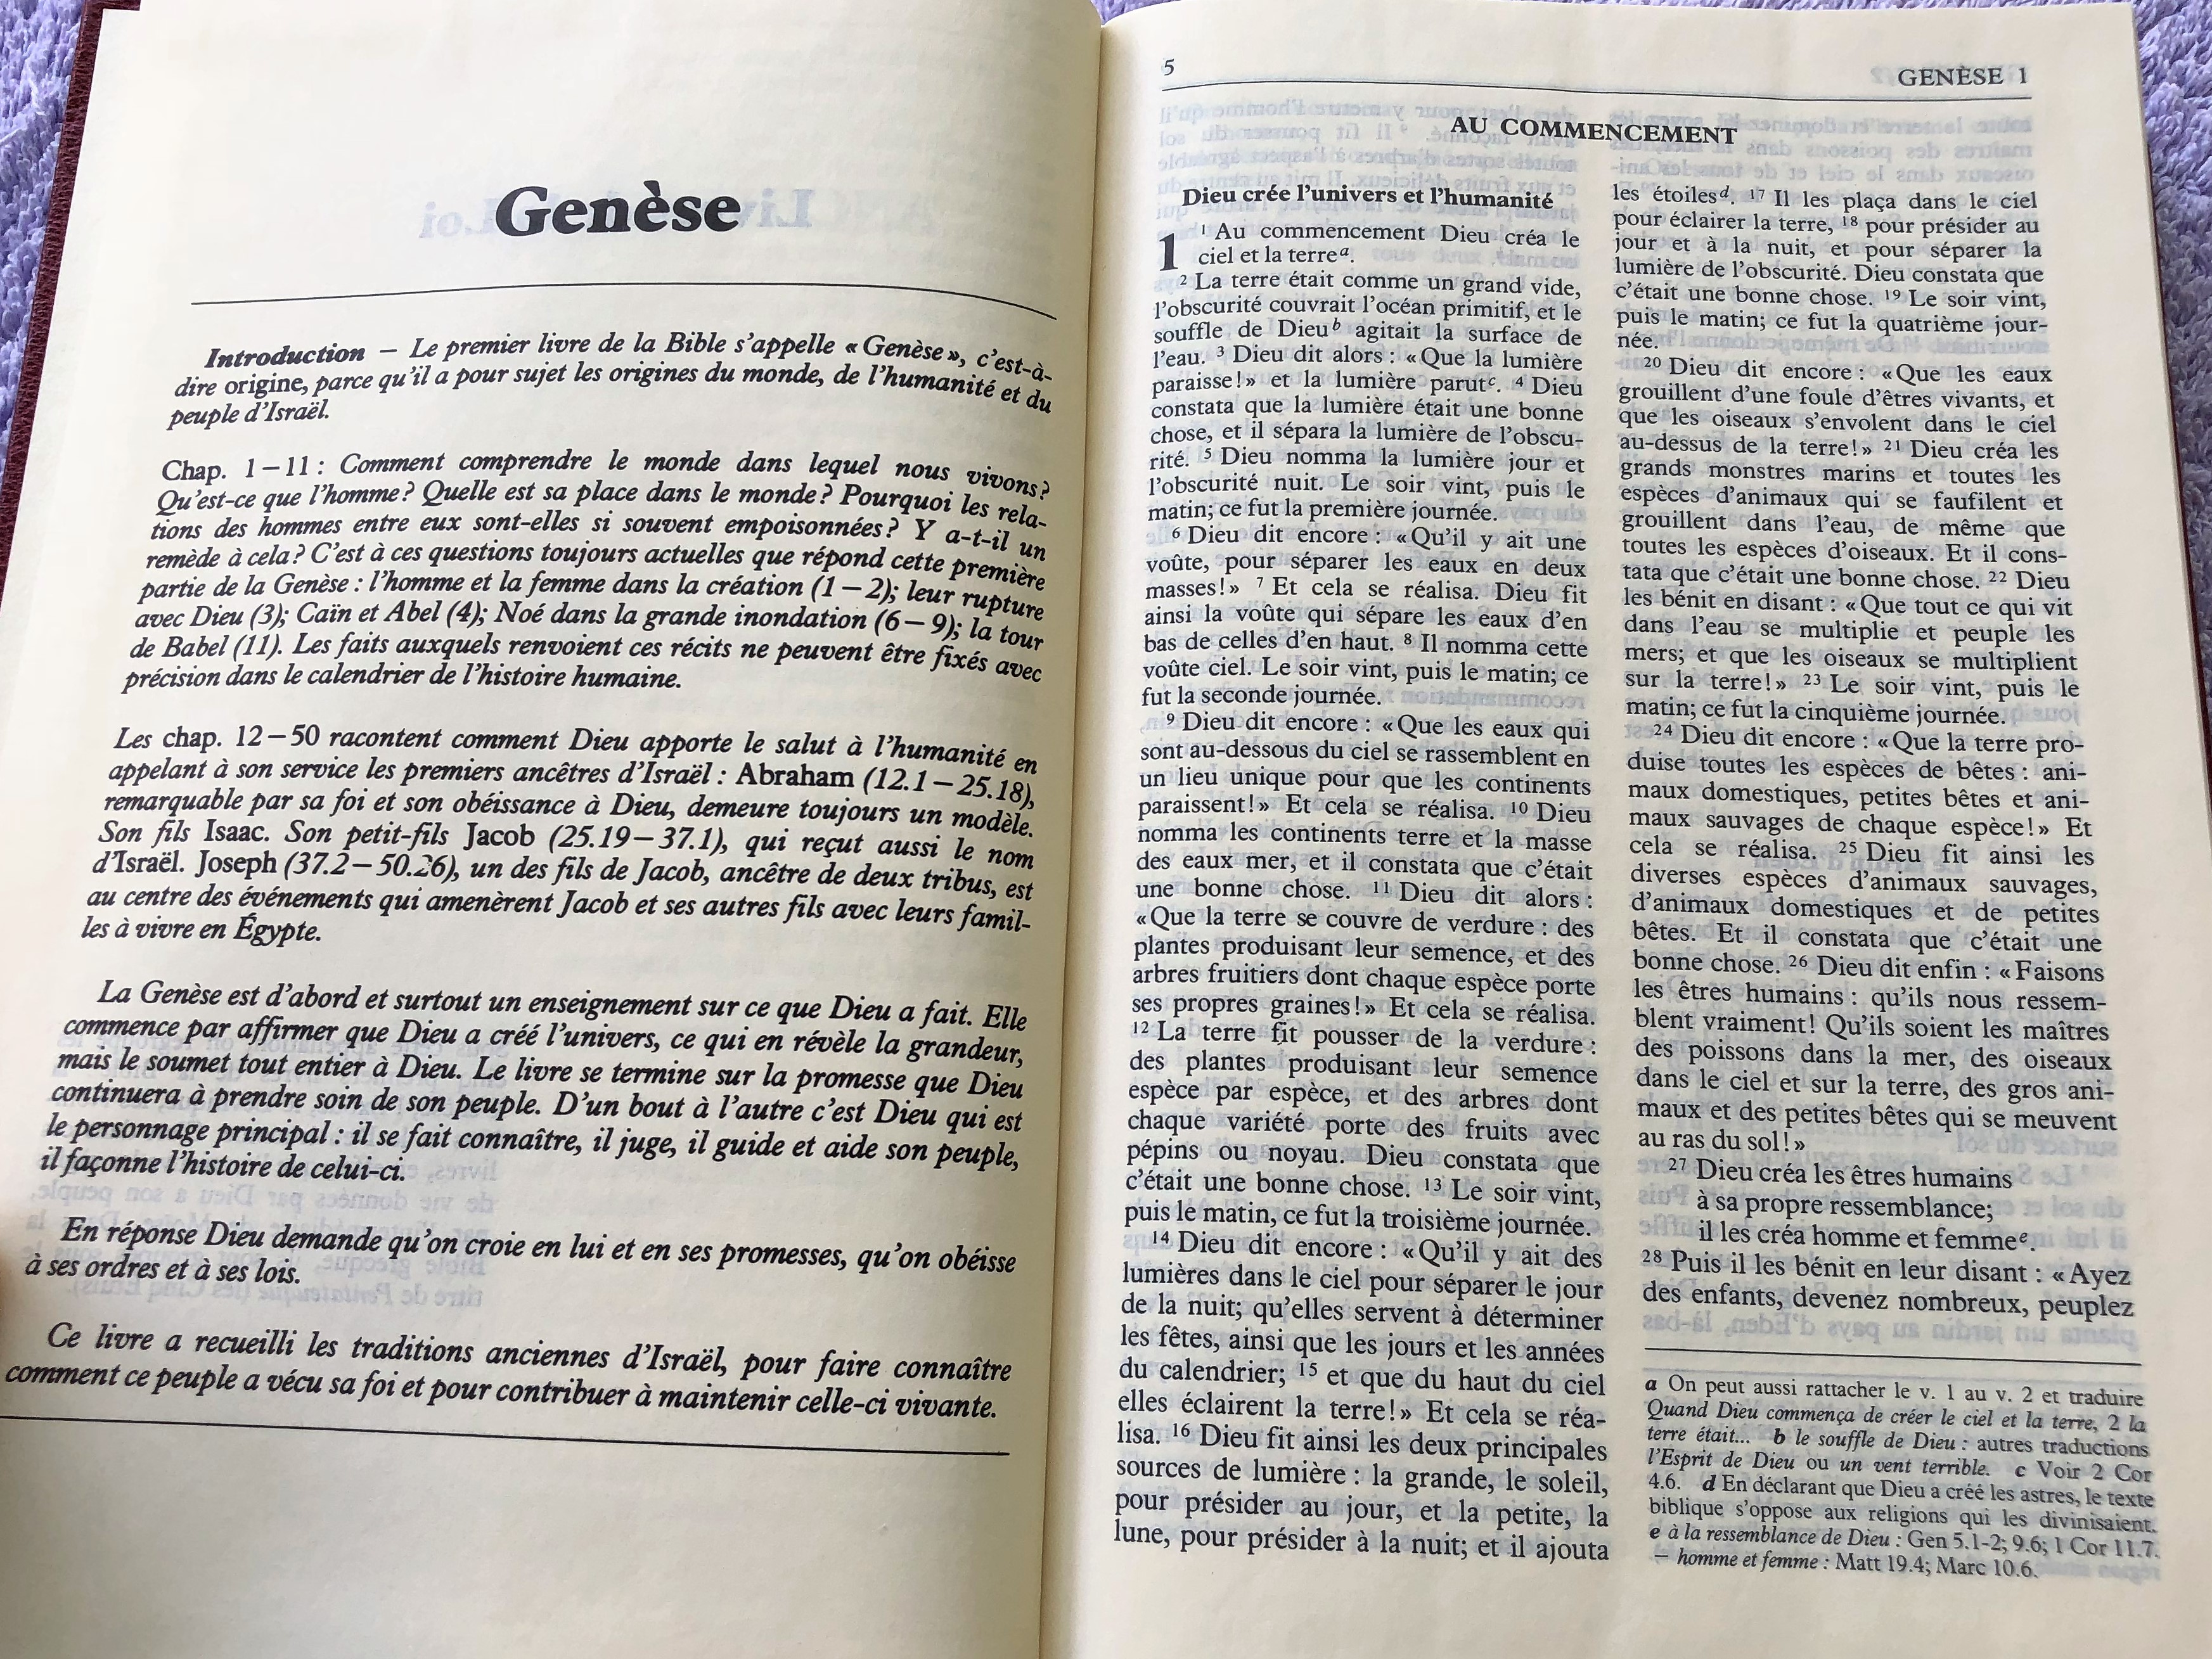 Genèse
Introduction – Le premier livre de la Bible s'appelle « Genèse », c'est-à-
dire origine, parce qu'il a pour sujet les origines du monde, de l'humanité et du
peuple d'Israël.
Chap. 1 – 11 : Comment comprendre le monde dans lequel nous vivons?
Qu'est-ce que l'homme? Quelle est sa place dans le monde? Pourquoi les rela-
tions des hommes entre eux sont-elles si souvent empoisonnées? Y a-t-il un
remède à cela? C'est à ces questions toujours actuelles que répond cette première
partie de la Genèse : l'homme et la femme dans la création (1 – 2); leur rupture
avec Dieu (3); Caïn et Abel (4); Noé dans la grande inondation (6 – 9); la tour
de Babel (11). Les faits auxquels renvoient ces récits ne peuvent être fixés avec
précision dans le calendrier de l'histoire humaine.
Les chap. 12 – 50 racontent comment Dieu apporte le salut à l'humanité en
appelant à son service les premiers ancêtres d'Israël : Abraham (12.1 – 25.18),
remarquable par sa foi et son obéissance à Dieu, demeure toujours un modèle.
Son fils Isaac. Son petit-fils Jacob (25.19 – 37.1), qui reçut aussi le nom
d'Israël. Joseph (37.2 – 50.26), un des fils de Jacob, ancêtre de deux tribus, est
au centre des événements qui amenèrent Jacob et ses autres fils avec leurs famil-
les à vivre en Égypte.
La Genèse est d'abord et surtout un enseignement sur ce que Dieu a fait. Elle
commence par affirmer que Dieu a créé l'univers, ce qui en révèle la grandeur,
mais le soumet tout entier à Dieu. Le livre se termine sur la promesse que Dieu
continuera à prendre soin de son peuple. D'un bout à l'autre c'est Dieu qui est
le personnage principal : il se fait connaître, il juge, il guide et aide son peuple,
il façonne l'histoire de celui-ci.
En réponse Dieu demande qu'on croie en lui et en ses promesses, qu'on obéisse
à ses ordres et à ses lois.
Ce livre a recueilli les traditions anciennes d'Israël, pour faire connaître
comment ce peuple a vécu sa foi et pour contribuer à maintenir celle-ci vivante.
5
GENÈSE 1
AU COMMENCEMENT
Dieu crée l'univers et l'humanité
1 ¹ Au commencement Dieu créa le
ciel et la terre a.
² La terre était comme un grand vide,
l'obscurité couvrait l'océan primitif, et le
souffle de Dieu b agitait la surface de
l'eau. ³ Dieu dit alors : « Que la lumière
paraisse! » et la lumière parut c. ⁴ Dieu
constata que la lumière était une bonne
chose, et il sépara la lumière de l'obscu-
rité. ⁵ Dieu nomma la lumière jour et
l'obscurité nuit. Le soir vint, puis le
matin; ce fut la première journée.
⁶ Dieu dit encore : « Qu'il y ait une
voûte, pour séparer les eaux en deux
masses! » ⁷ Et cela se réalisa. Dieu fit
ainsi la voûte qui sépare les eaux d'en
bas de celles d'en haut. ⁸ Il nomma cette
voûte ciel. Le soir vint, puis le matin; ce
fut la seconde journée.
⁹ Dieu dit encore : « Que les eaux qui
sont au-dessous du ciel se rassemblent en
un lieu unique pour que les continents
paraissent! » Et cela se réalisa. ¹⁰ Dieu
nomma les continents terre et la masse
des eaux mer, et il constata que c'était
une bonne chose. ¹¹ Dieu dit alors :
« Que la terre se couvre de verdure : des
plantes produisant leur semence, et des
arbres fruitiers dont chaque espèce porte
ses propres graines! » Et cela se réalisa.
¹² La terre fit pousser de la verdure :
des plantes produisant leur semence
espèce par espèce, et des arbres dont
chaque variété porte des fruits avec
pépins ou noyau. Dieu constata que
c'était une bonne chose. ¹³ Le soir vint,
puis le matin, ce fut la troisième journée.
¹⁴ Dieu dit encore : « Qu'il y ait des
lumières dans le ciel pour séparer le jour
de la nuit; qu'elles servent à déterminer
les fêtes, ainsi que les jours et les années
du calendrier; ¹⁵ et que du haut du ciel
elles éclairent la terre! » Et cela se réa-
lisa. ¹⁶ Dieu fit ainsi les deux principales
sources de lumière : la grande, le soleil,
pour présider au jour, et la petite, la
lune, pour présider à la nuit; et il ajouta
les étoiles d. ¹⁷ Il les plaça dans le ciel
pour éclairer la terre, ¹⁸ pour présider au
jour et à la nuit, et pour séparer la
lumière de l'obscurité. Dieu constata que
c'était une bonne chose. ¹⁹ Le soir vint,
puis le matin; ce fut la quatrième jour-
née.
²⁰ Dieu dit encore : « Que les eaux
grouillent d'une foule d'êtres vivants, et
que les oiseaux s'envolent dans le ciel
au-dessus de la terre! » ²¹ Dieu créa les
grands monstres marins et toutes les
espèces d'animaux qui se faufilent et
grouillent dans l'eau, de même que
toutes les espèces d'oiseaux. Et il cons-
tata que c'était une bonne chose. ²² Dieu
les bénit en disant : « Que tout ce qui vit
dans l'eau se multiplie et peuple les
mers; et que les oiseaux se multiplient
sur la terre! » ²³ Le soir vint, puis le
matin; ce fut la cinquième journée.
²⁴ Dieu dit encore : « Que la terre pro-
duise toutes les espèces de bêtes : ani-
maux domestiques, petites bêtes et ani-
maux sauvages de chaque espèce! » Et
cela se réalisa. ²⁵ Dieu fit ainsi les
diverses espèces d'animaux sauvages,
d'animaux domestiques et de petites
bêtes. Et il constata que c'était une
bonne chose. ²⁶ Dieu dit enfin : « Faisons
les êtres humains : qu'ils nous ressem-
blent vraiment! Qu'ils soient les maîtres
des poissons dans la mer, des oiseaux
dans le ciel et sur la terre, des gros ani-
maux et des petites bêtes qui se meuvent
au ras du sol! »
²⁷ Dieu créa les êtres humains
à sa propre ressemblance;
il les créa homme et femme e.
²⁸ Puis il les bénit en leur disant : « Ayez
des enfants, devenez nombreux, peuplez
a On peut aussi rattacher le v. 1 au v. 2 et traduire
Quand Dieu commença de créer le ciel et la terre, 2 la
terre était... b le souffle de Dieu : autres traductions
l'Esprit de Dieu ou un vent terrible. c Voir 2 Cor
4.6. d En déclarant que Dieu a créé les astres, le texte
biblique s'oppose aux religions qui les divinisaient.
e à la ressemblance de Dieu : Gen 5.1-2; 9.6; 1 Cor 11.7.
– homme et femme : Matt 19.4; Marc 10.6.